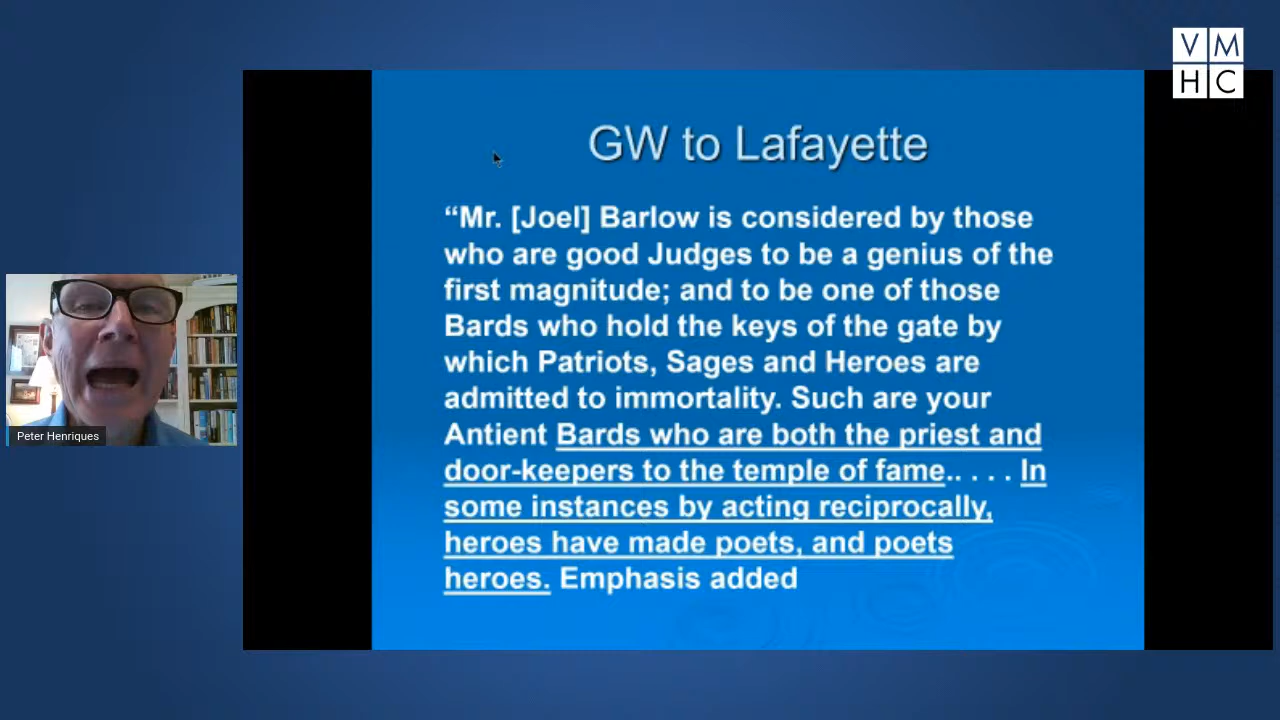 VM
HC
GW to Lafayette
“Mr. [Joel] Barlow is considered by those
who are good Judges to be a genius of the
first magnitude; and to be one of those
Bards who hold the keys of the gate by
which Patriots, Sages and Heroes are
admitted to immortality. Such are your
Antient Bards who are both the priest and
door-keepers to the temple of fame.. . . . In
some instances by acting reciprocally,
heroes have made poets, and poets
heroes. Emphasis added
Peter Henriques